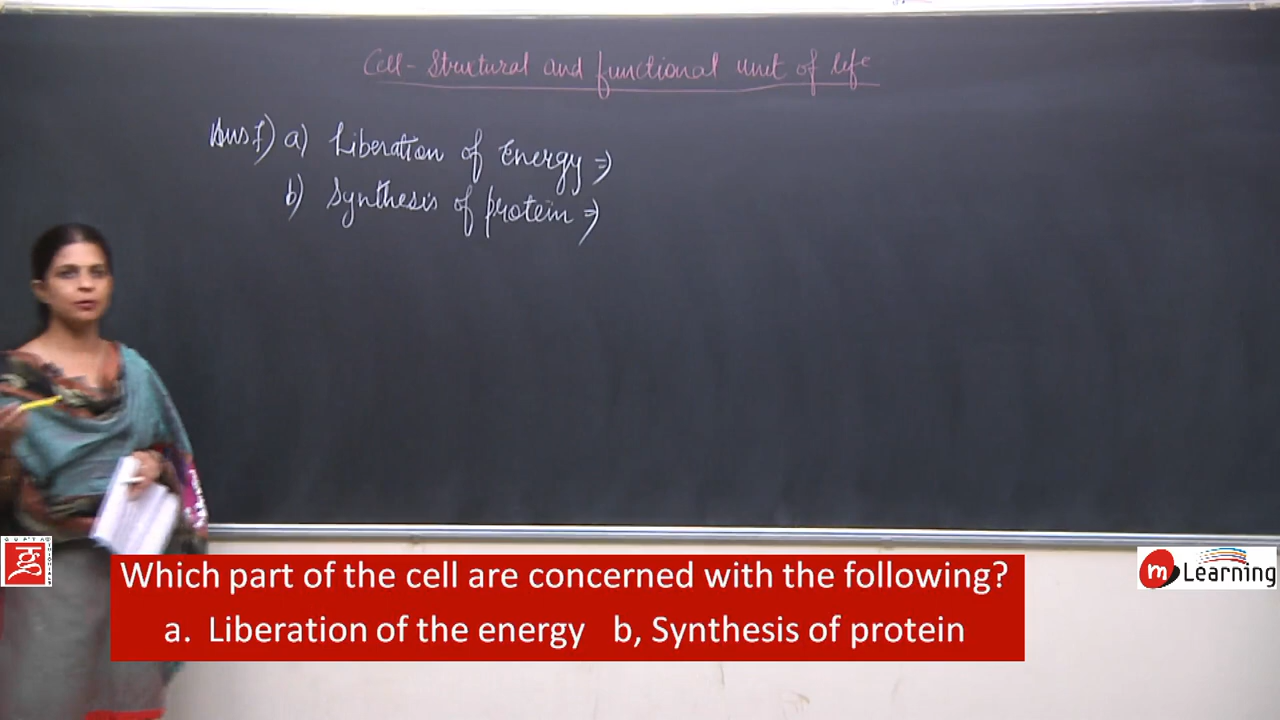 Cell - Structural and functional unit of life
Ans 1) a) Liberation of Energy ⇒
b) Synthesis of protein ⇒
Which part of the cell are concerned with the following?
a. Liberation of the energy b, Synthesis of protein
m Learning